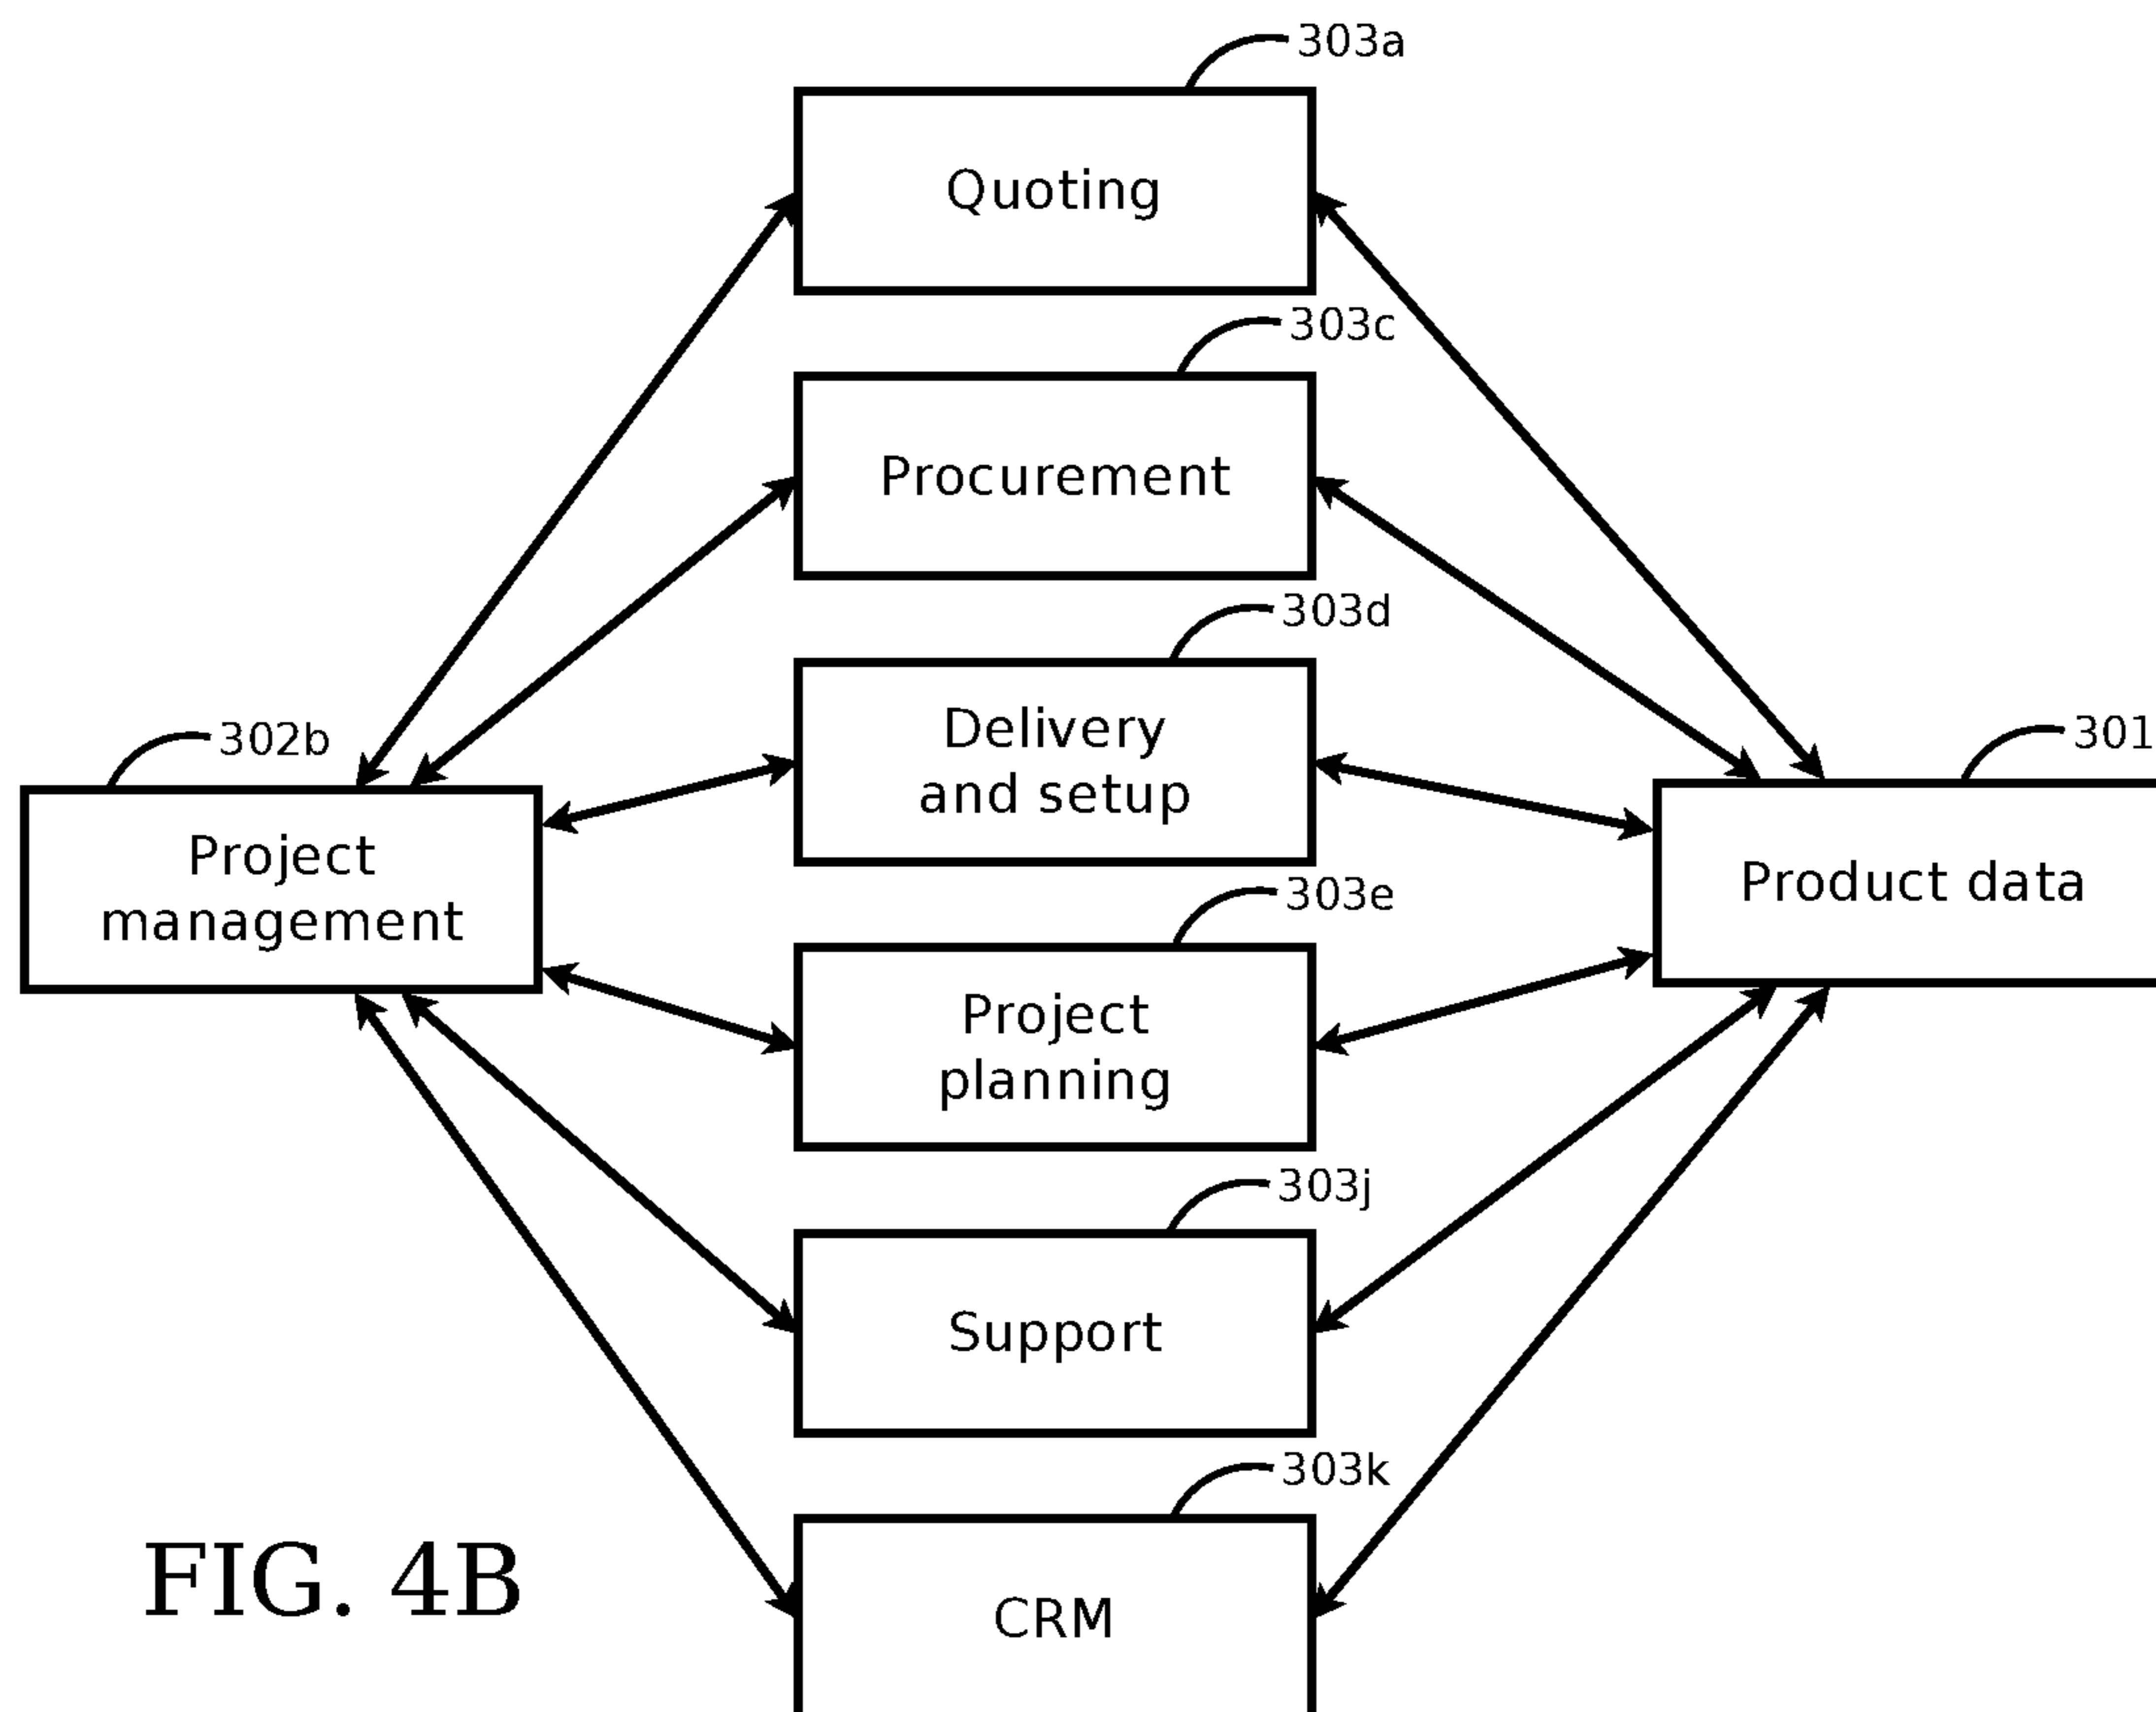 303a
Quoting
303c
Procurement
303d
Delivery
and setup
302b
Project
management
301
Product data
303e
Project
planning
303j
Support
303k
CRM
FIG. 4B